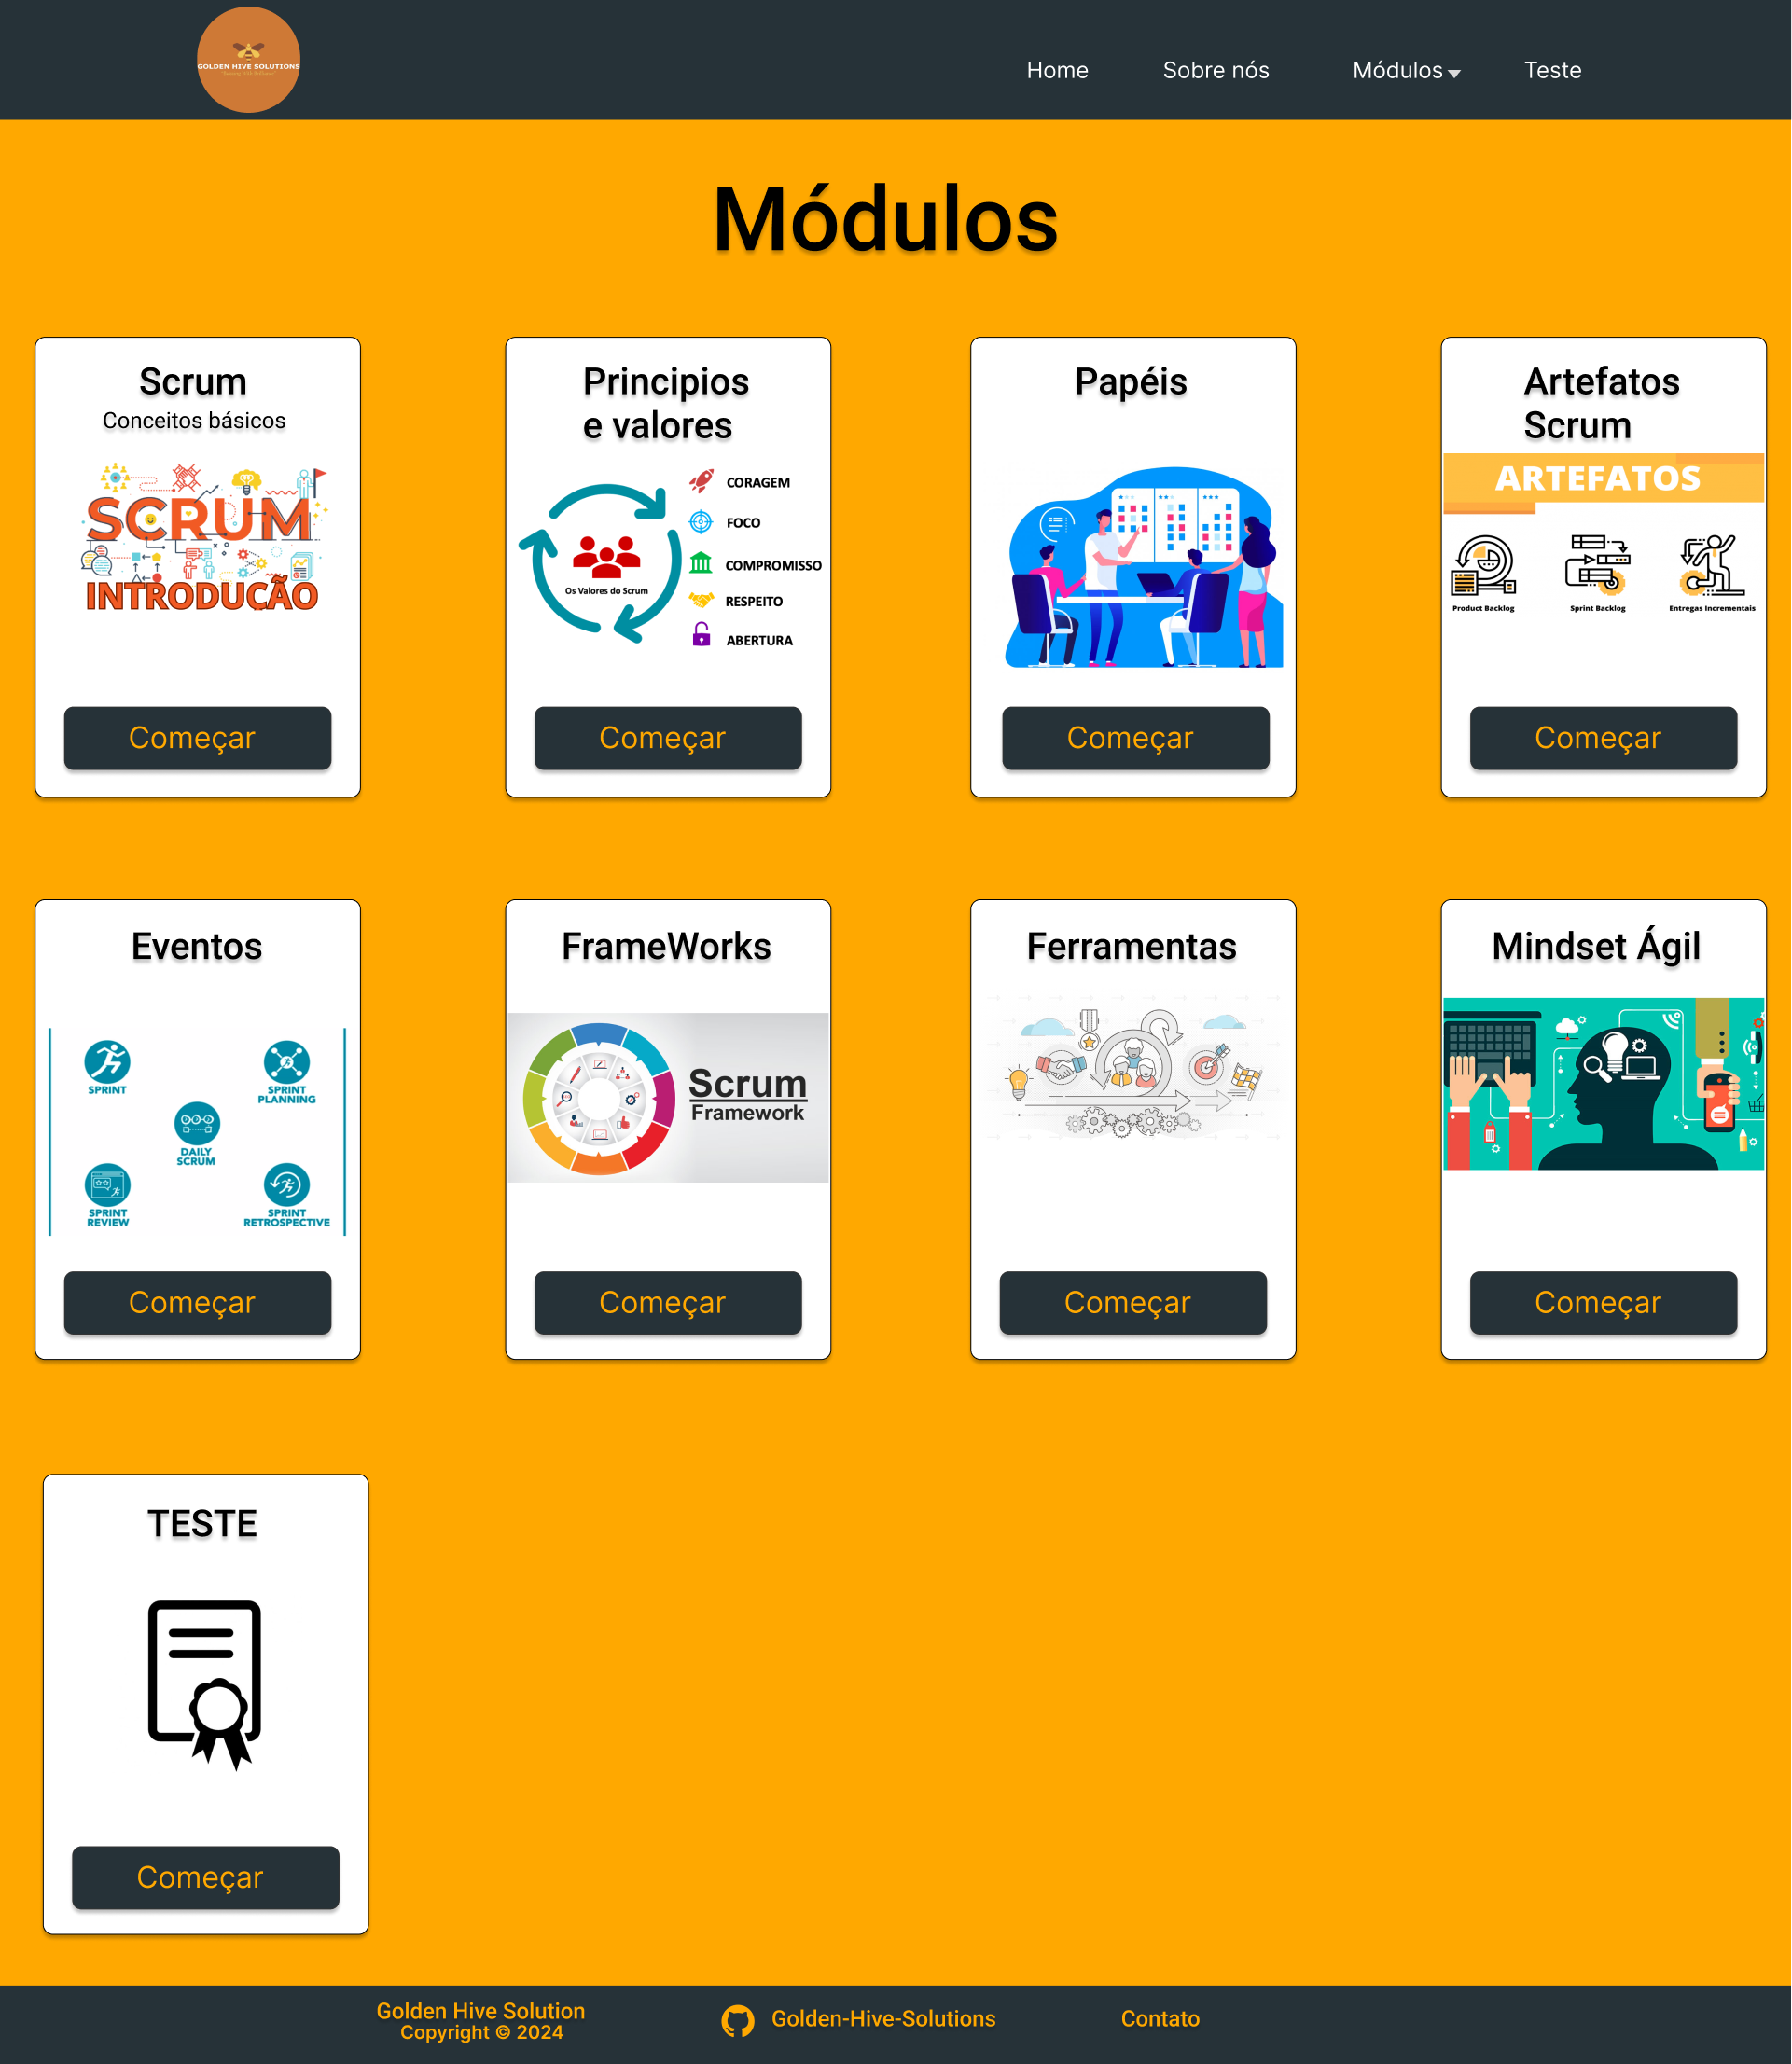 GOLDEN HIVE SOLUTIONS
Home
Sobre nós
Módulos
Teste
Módulos
Scrum
Conceitos básicos
SCRUM
INTRODUÇÃO
Começar
Principios
e valores
Os Valores do Scrum
CORAGEM
FOCO
COMPROMISSO
RESPEITO
ABERTURA
Começar
Papéis
Começar
Artefatos
Scrum
ARTEFATOS
Product Backlog
Sprint Backlog
Entregas Incrementais
Começar
Eventos
SPRINT
SPRINT
PLANNING
DAILY
SCRUM
SPRINT
REVIEW
SPRINT
RETROSPECTIVE
Começar
FrameWorks
Scrum
Framework
Começar
Ferramentas
Começar
Mindset Ágil
Começar
TESTE
Começar
Golden Hive Solution
Copyright © 2024
Golden-Hive-Solutions
Contato